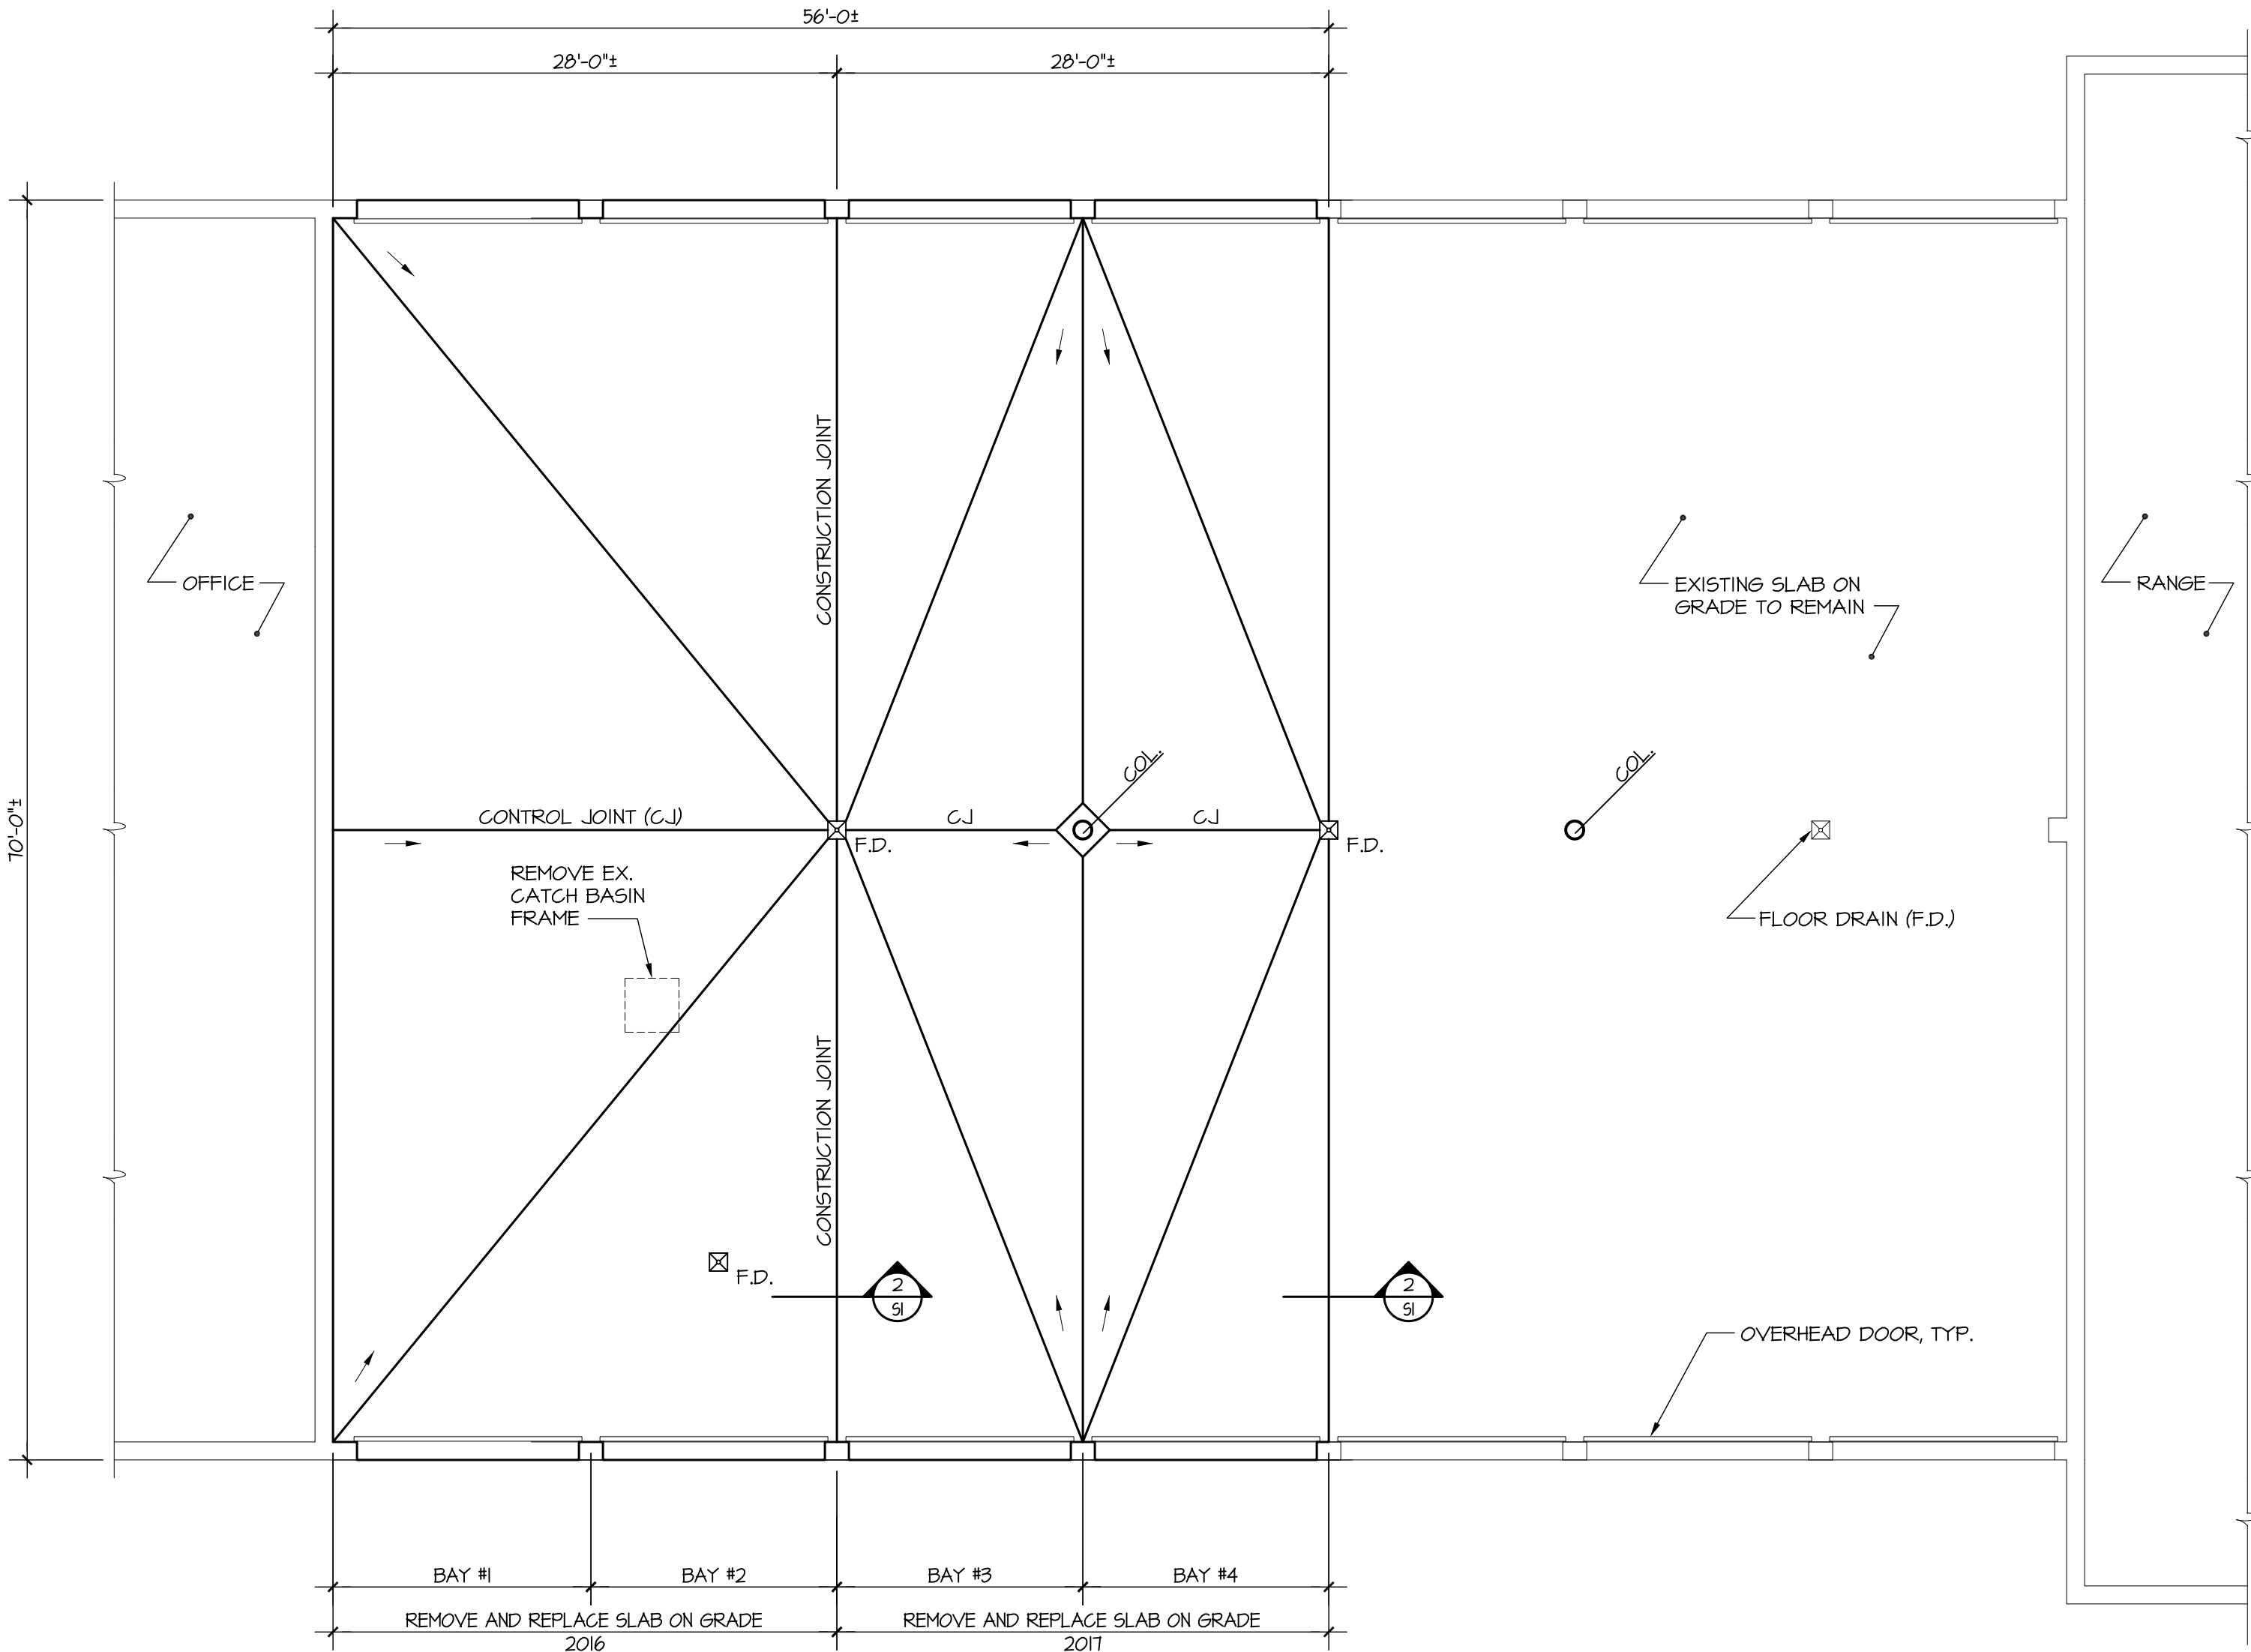 56'-0±
28'-0"±
28'-0"±
70'-0"±
CONSTRUCTION JOINT
OFFICE
EXISTING SLAB ON
GRADE TO REMAIN
RANGE
COL.
COL.
CONTROL JOINT (CJ)
CJ
CJ
F.D.
F.D.
REMOVE EX.
CATCH BASIN
FRAME
FLOOR DRAIN (F.D.)
CONSTRUCTION JOINT
F.D.
2
S1
2
S1
OVERHEAD DOOR, TYP.
BAY #1
BAY #2
BAY #3
BAY #4
REMOVE AND REPLACE SLAB ON GRADE
2016
REMOVE AND REPLACE SLAB ON GRADE
2017